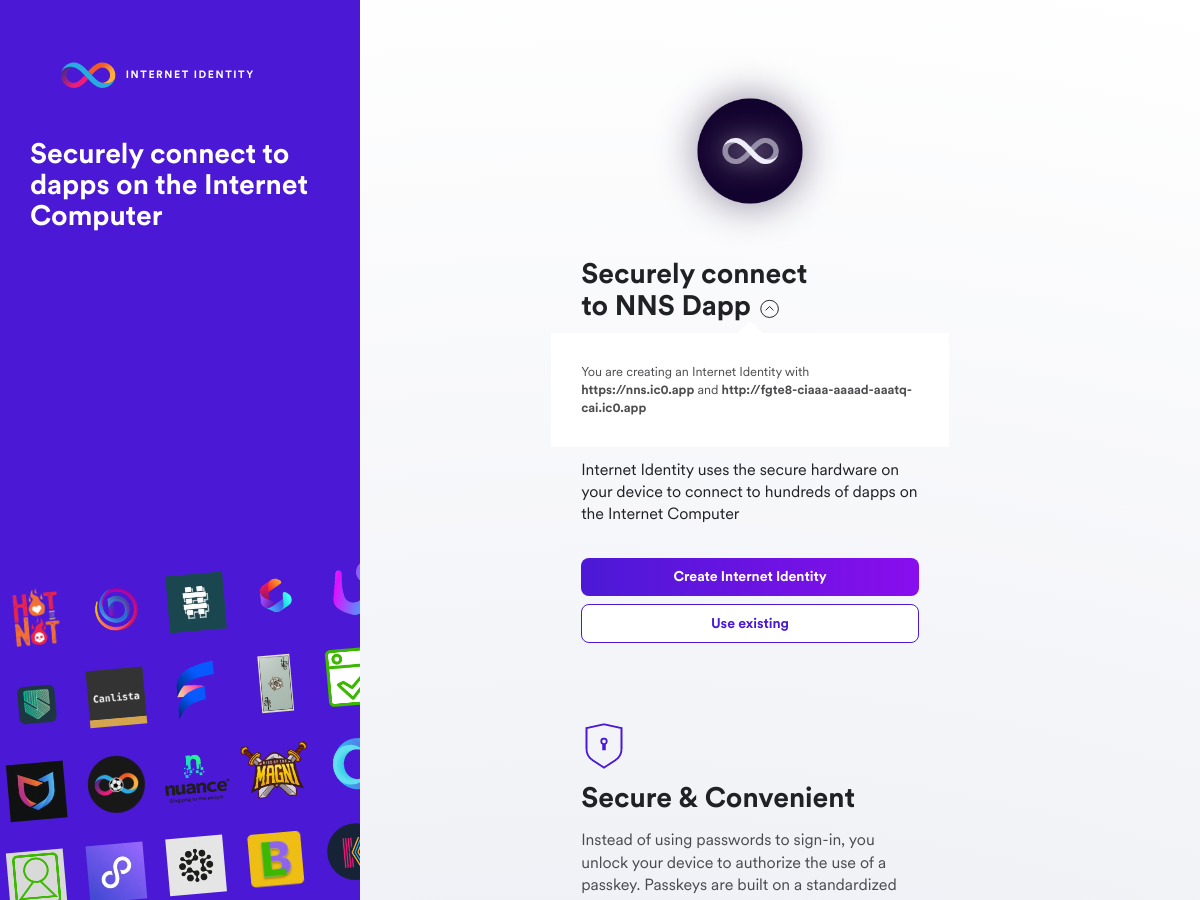 INTERNET IDENTITY
Securely connect to
dapps on the Internet
Computer
HOT
NOT
Canlista
nuance
RISE OF THE
MAGNI
B
Securely connect
to NNS Dapp
You are creating an Internet Identity with
https://nns.ic0.app and http://fgte8-ciaaa-aaaad-aaatq-
cai.ic0.app
Internet Identity uses the secure hardware on
your device to connect to hundreds of dapps on
the Internet Computer
Create Internet Identity
Use existing
Secure & Convenient
Instead of using passwords to sign-in, you
unlock your device to authorize the use of a
passkey. Passkeys are built on a standardized